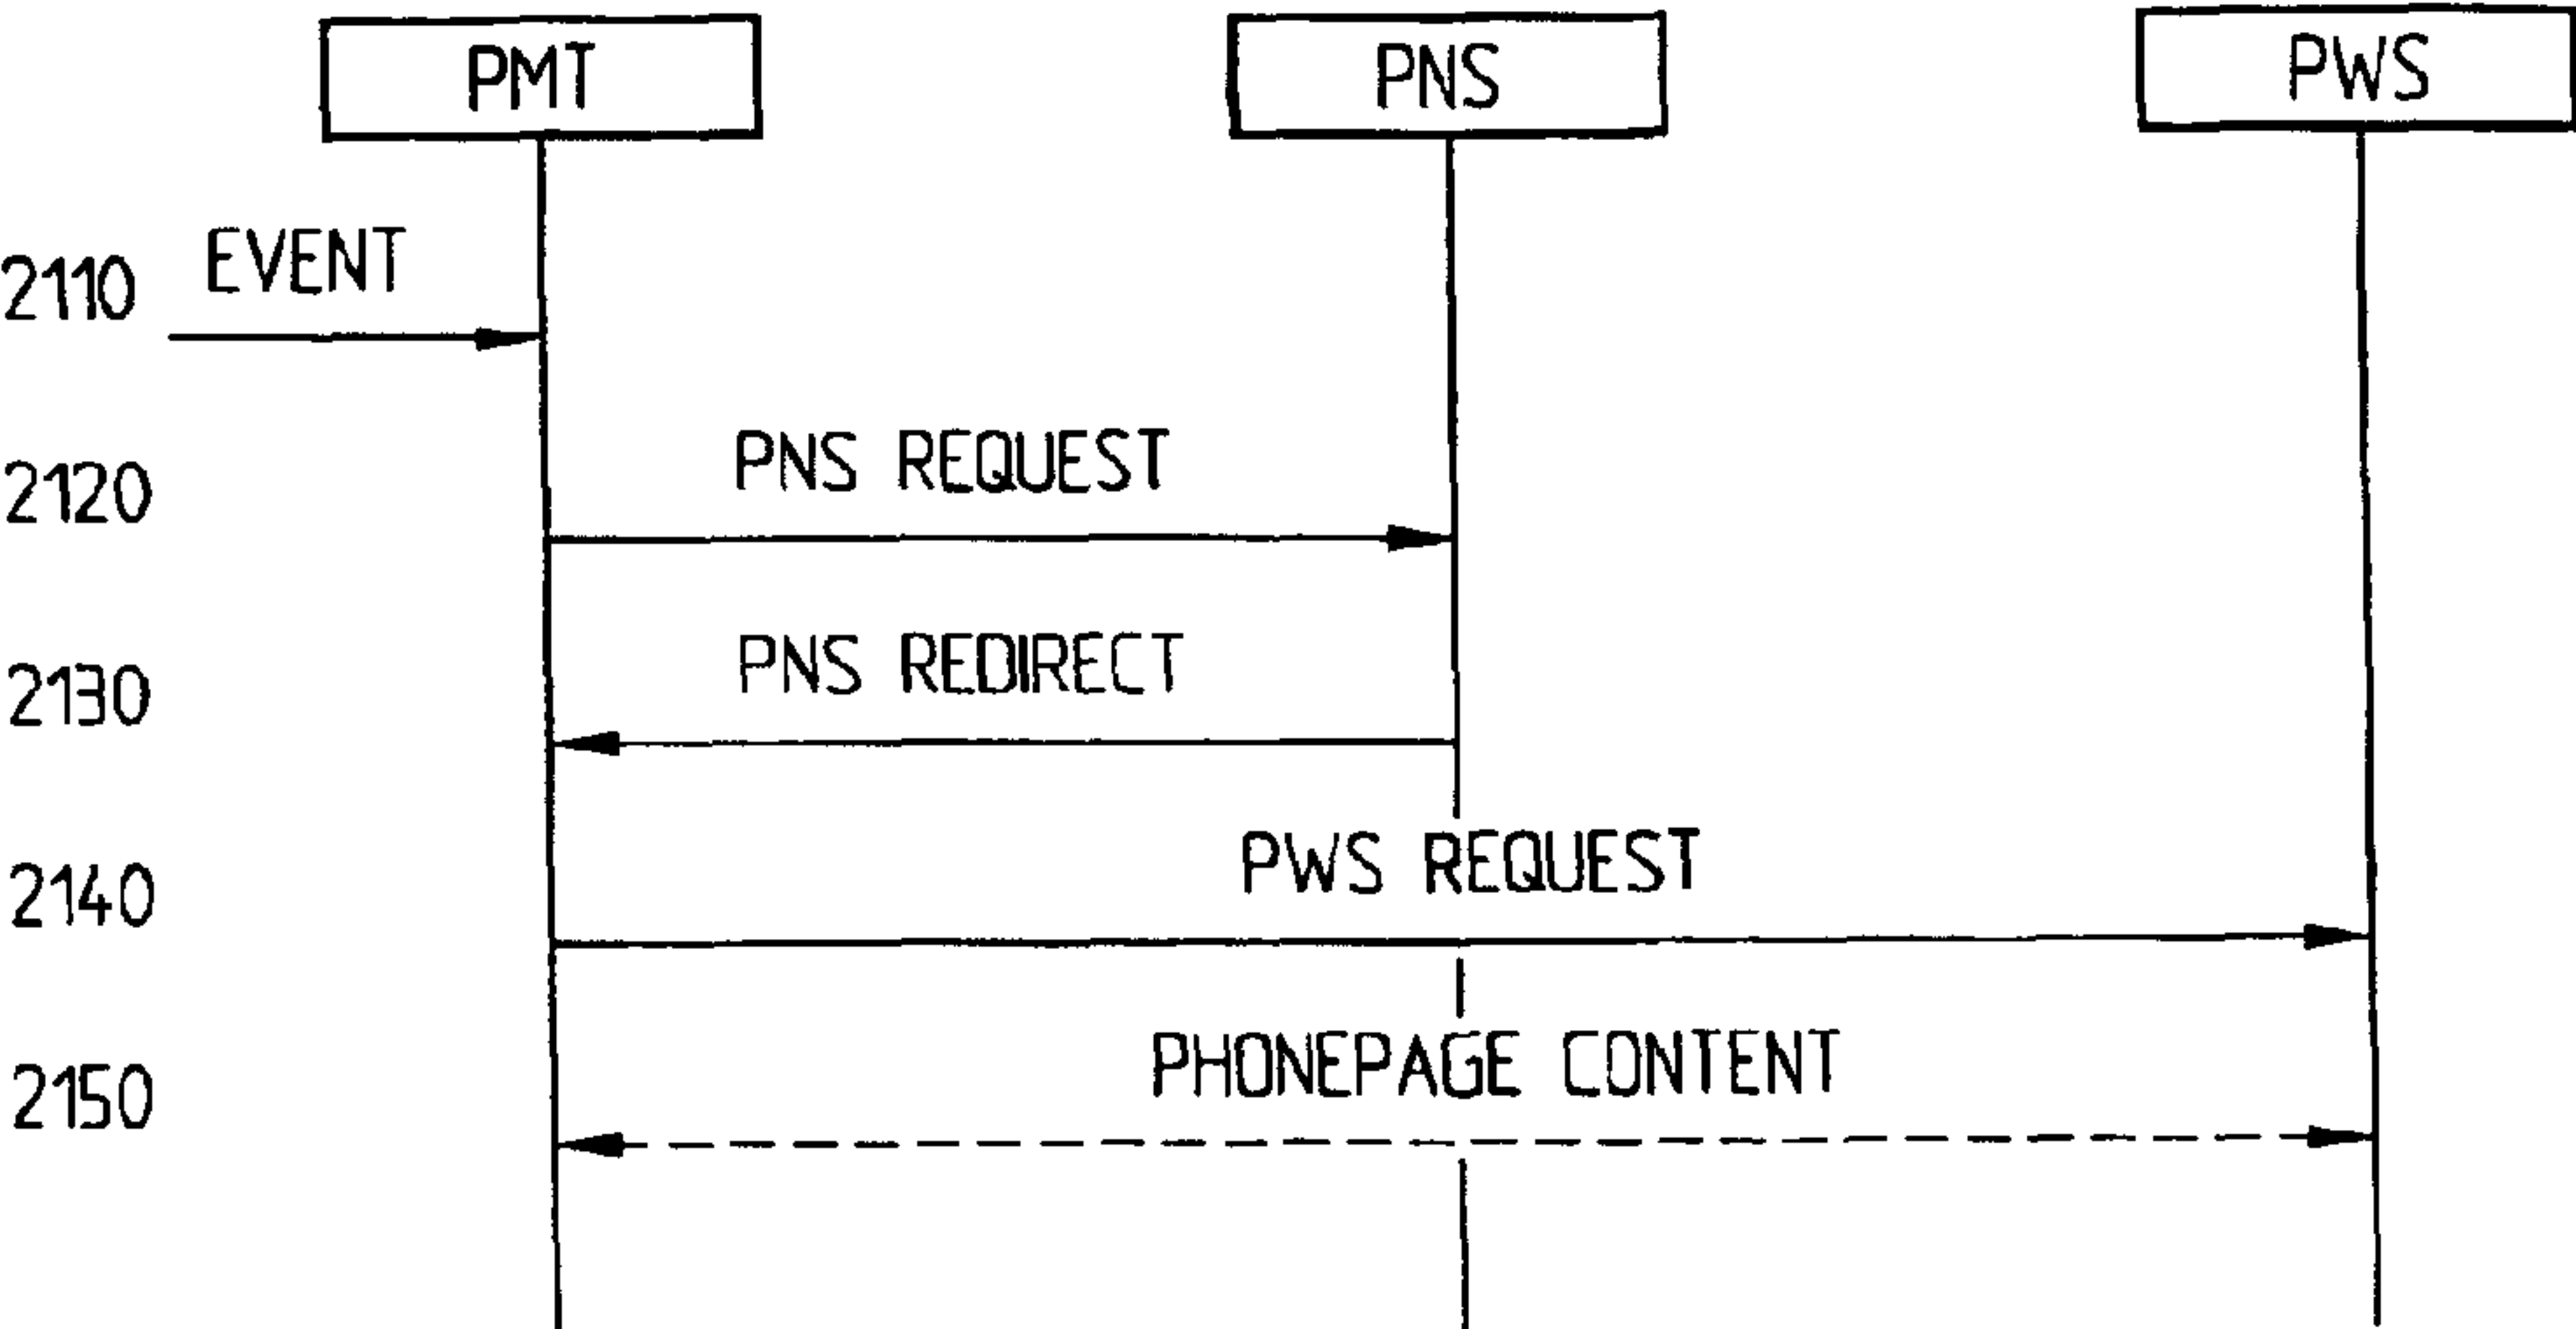 PMT PNS PWS
2110 EVENT
2120 PNS REQUEST
2130 PNS REDIRECT
2140 PWS REQUEST
2150 PHONEPAGE CONTENT